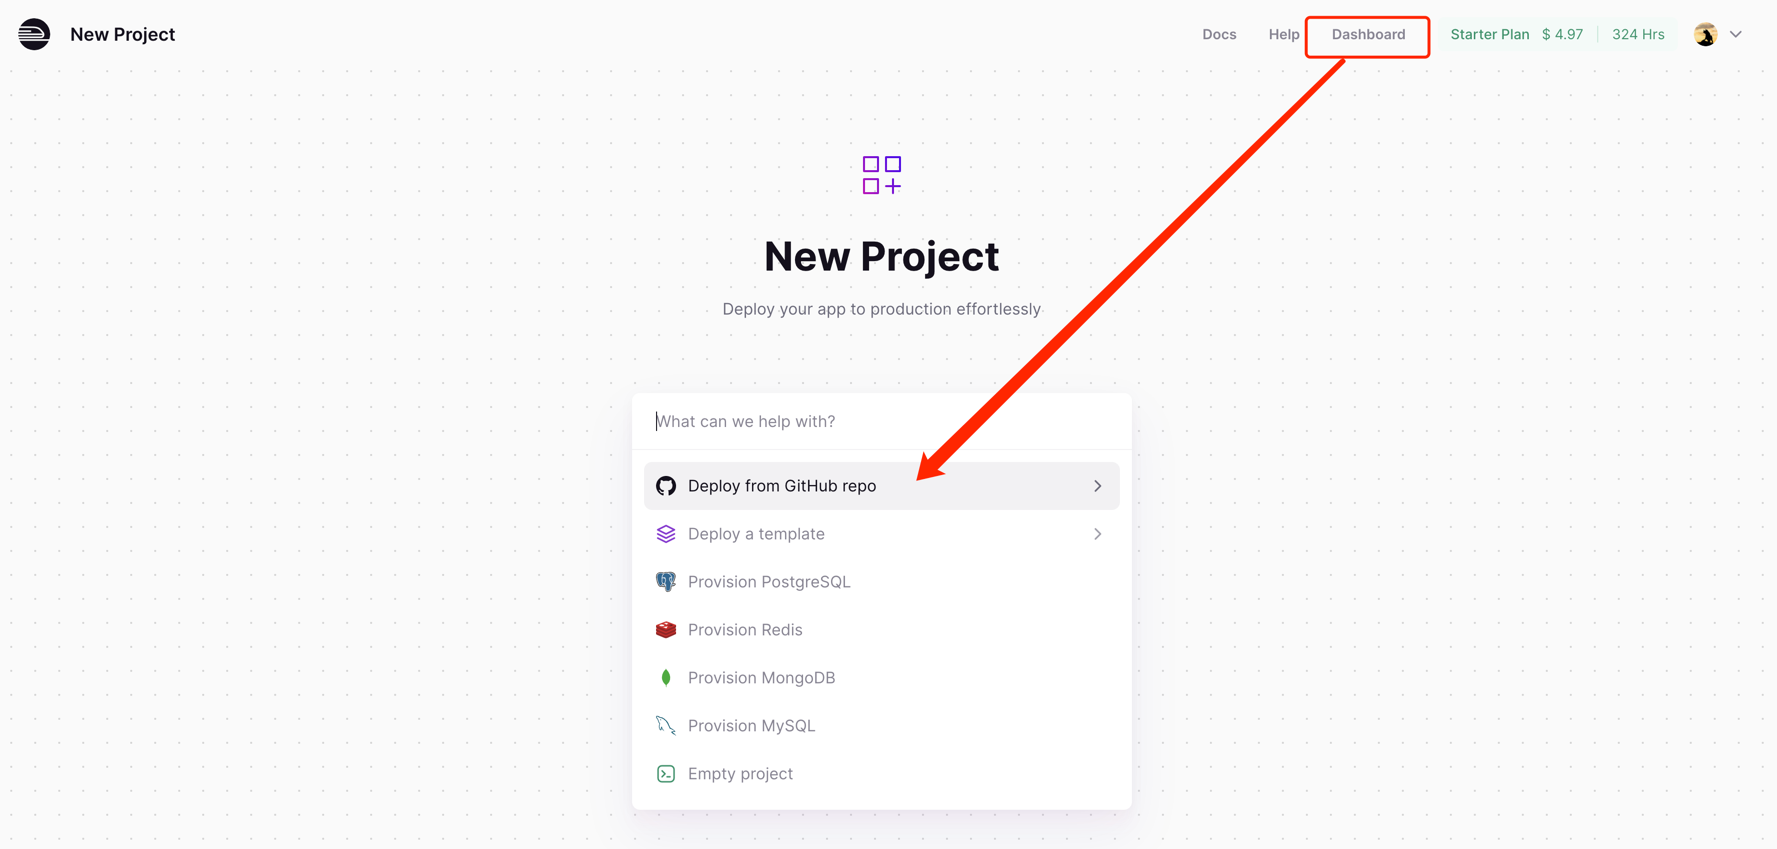 New Project
Docs Help Dashboard Starter Plan $ 4.97 324 Hrs
New Project
Deploy your app to production effortlessly
What can we help with?
Deploy from GitHub repo
Deploy a template
Provision PostgreSQL
Provision Redis
Provision MongoDB
Provision MySQL
Empty project